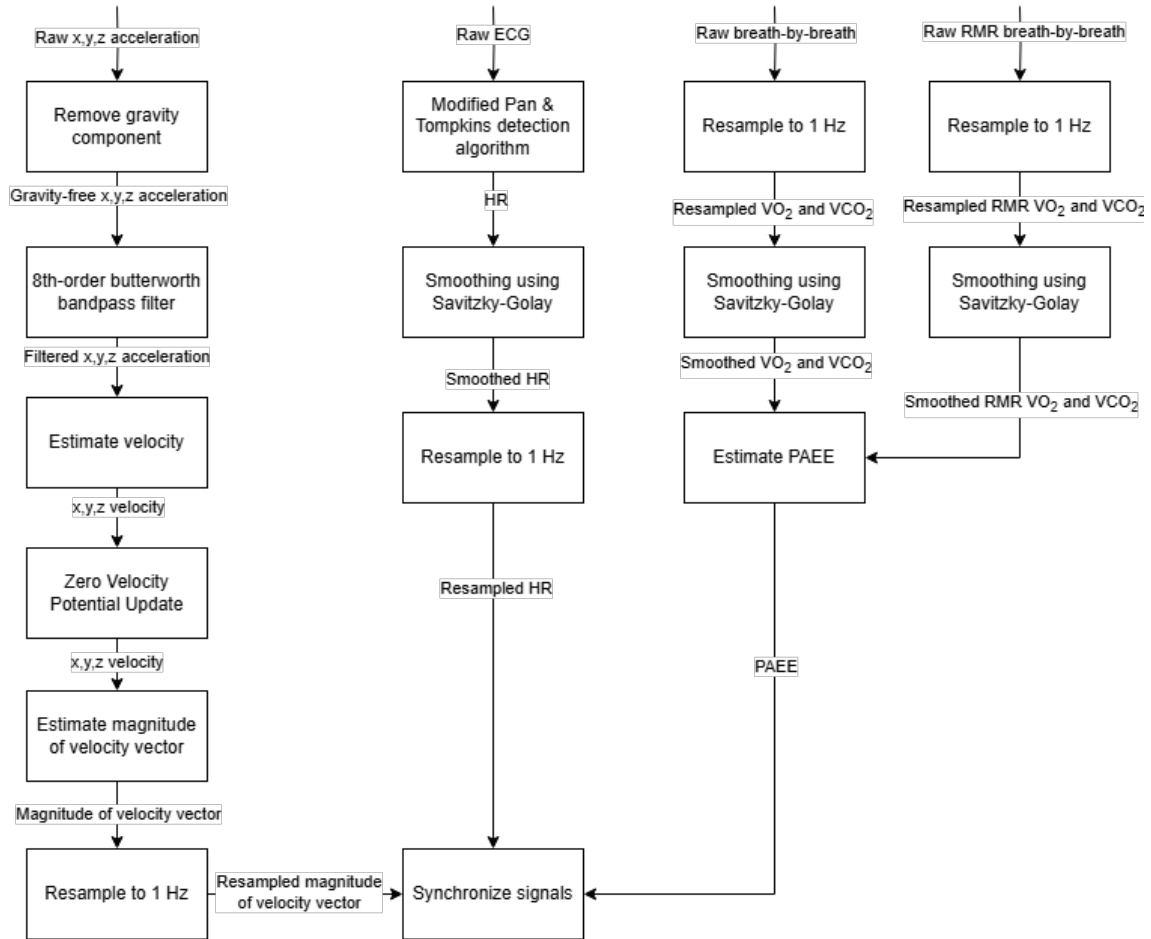 Raw x,y,z acceleration
Remove gravity
component
Gravity-free x,y,z acceleration
8th-order butterworth
bandpass filter
Filtered x,y,z acceleration
Estimate velocity
x,y,z velocity
Zero Velocity
Potential Update
x,y,z velocity
Estimate magnitude
of velocity vector
Magnitude of velocity vector
Resample to 1 Hz
Resampled magnitude
of velocity vector
Raw ECG
Modified Pan &
Tompkins detection
algorithm
HR
Smoothing using
Savitzky-Golay
Smoothed HR
Resample to 1 Hz
Resampled HR
Synchronize signals
Raw breath-by-breath
Resample to 1 Hz
Resampled VO₂ and VCO₂
Smoothing using
Savitzky-Golay
Smoothed VO₂ and VCO₂
Estimate PAEE
PAEE
Raw RMR breath-by-breath
Resample to 1 Hz
Resampled RMR VO₂ and VCO₂
Smoothing using
Savitzky-Golay
Smoothed RMR VO₂ and VCO₂